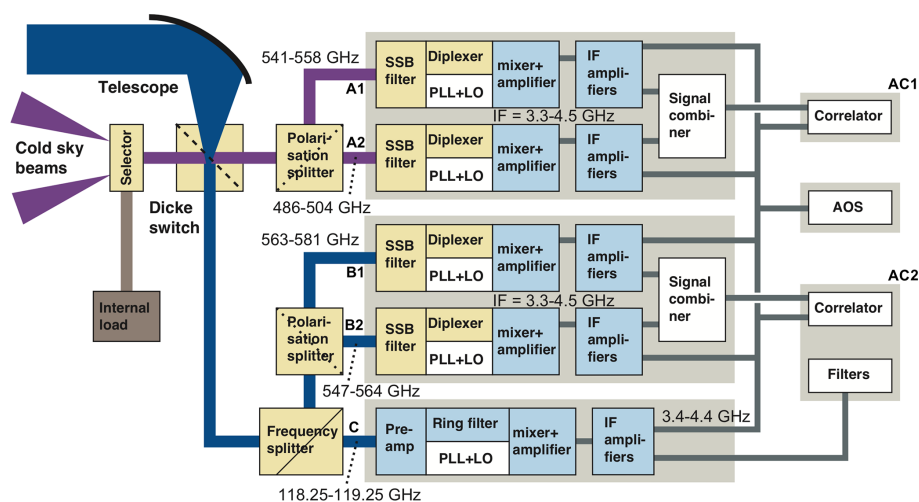 541-558 GHz
Telescope
A1
SSB
filter
Diplexer
PLL+LO
mixer+
amplifier
IF
ampli-
fiers
AC1
Signal
combi-
ner
Correlator
IF = 3.3-4.5 GHz
Cold sky
beams
Selector
Polari-
sation
splitter
A2
SSB
filter
Diplexer
PLL+LO
mixer+
amplifier
IF
ampli-
fiers
Dicke
switch
486-504 GHz
AOS
563-581 GHz
B1
SSB
filter
Diplexer
PLL+LO
mixer+
amplifier
IF
ampli-
fiers
AC2
Signal
combi-
ner
Correlator
IF = 3.3-4.5 GHz
Internal
load
Polari-
sation
splitter
B2
SSB
filter
Diplexer
PLL+LO
mixer+
amplifier
IF
ampli-
fiers
Filters
547-564 GHz
Frequency
splitter
C
Pre-
amp
Ring filter
PLL+LO
mixer+
amplifier
IF
ampli-
fiers
3.4-4.4 GHz
118.25-119.25 GHz